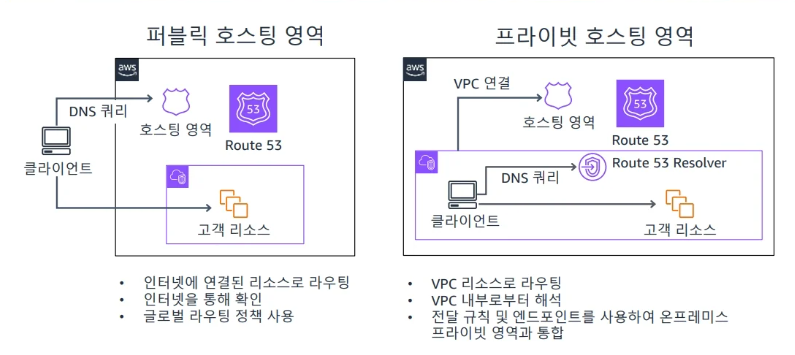 퍼블릭 호스팅 영역
aws
DNS 쿼리
호스팅 영역
53
Route 53
클라이언트
고객 리소스
인터넷에 연결된 리소스로 라우팅
인터넷을 통해 확인
글로벌 라우팅 정책 사용
프라이빗 호스팅 영역
aws
VPC 연결
호스팅 영역
53
Route 53
Route 53 Resolver
DNS 쿼리
클라이언트
고객 리소스
VPC 리소스로 라우팅
VPC 내부로부터 해석
전달 규칙 및 엔드포인트를 사용하여 온프레미스
프라이빗 영역과 통합